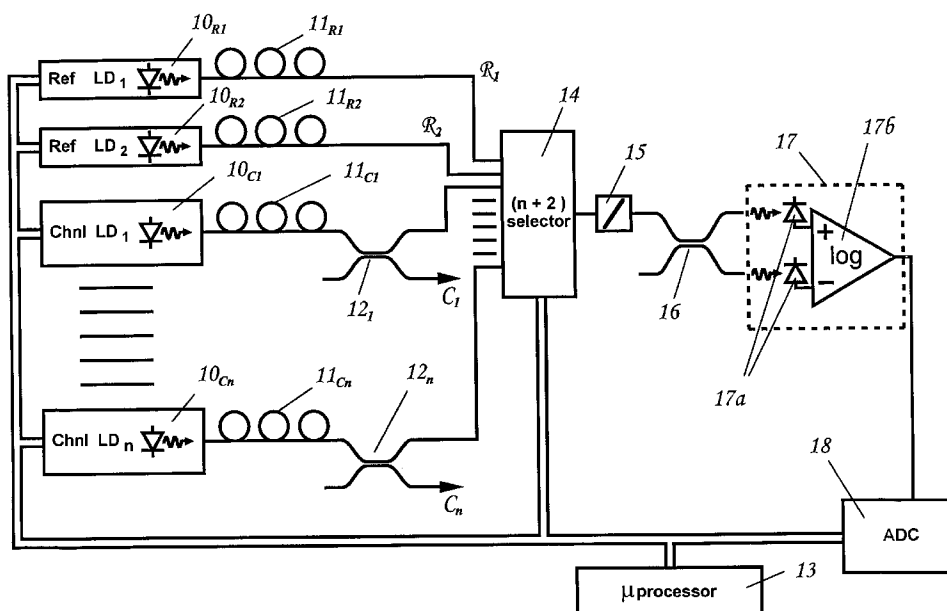 10R1
11R1
Ref LD1
R1
10R2
11R2
Ref LD2
R2
14
15
17
17b
10C1
11C1
(n + 2)
selector
Chnl LD1
+
log
−
121
C1
16
17a
10Cn
11Cn
12n
Chnl LDn
Cn
18
ADC
μprocessor
13